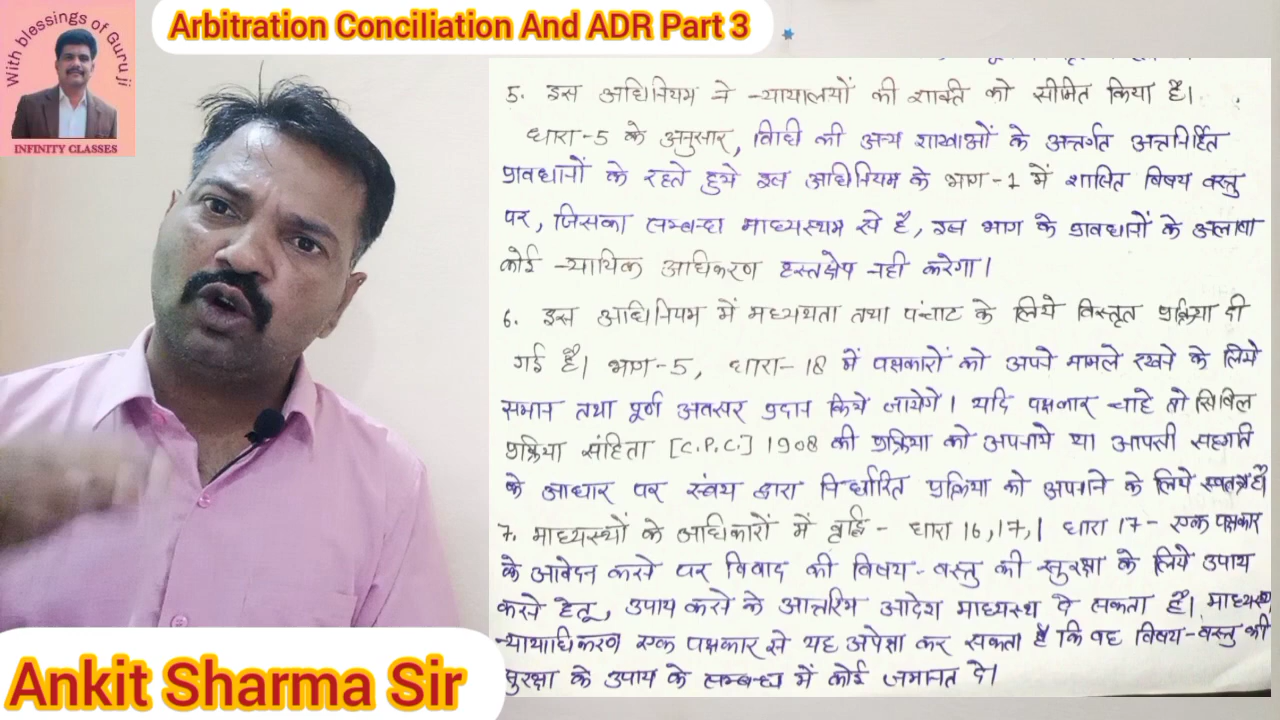 Arbitration Conciliation And ADR Part 3
With blessings of Guru ji
INFINITY CLASSES
5. इस अधिनियम ने न्यायालयों की शक्ति को सीमित किया है।
धारा-5 के अनुसार, विधि की अन्य शाखाओं के अन्तर्गत अन्तर्निहित
प्रावधानों के रहते हुये इस अधिनियम के भाग-1 में शासित विषय वस्तु
पर, जिसका सम्बन्ध माध्यस्थम से है, इस भाग के प्रावधानों के अलावा
कोई न्यायिक अधिकरण हस्तक्षेप नही करेगा।
6. इस अधिनियम में मध्यथता तथा पंचाट के लिये विस्तृत प्रक्रिया दी
गई है। भाग-5, धारा-18 में पक्षकारों को अपने मामले रखने के लिये
समान तथा पूर्ण अवसर प्रदान किये जायेगे। यदि पक्षकार चाहे तो सिविल
प्रक्रिया संहिता [C.P.C.] 1908 की प्रक्रिया को अपनाये या आपसी सहमति
के आधार पर स्वंय द्वारा निर्धारित प्रक्रिया को अपनाने के लिये स्वतन्त्र है।
7. माध्यस्थों के अधिकारों में वृद्धि - धारा 16,17,। धारा 17- एक पक्षकार
के आवेदन करने पर विवाद की विषय-वस्तु की सुरक्षा के लिये उपाय
करने हेतू, उपाय करने के अन्तरिम आदेश माध्यस्थ दे सकता है। माध्यस्थ
न्यायाधिकरण एक पक्षकार से यह अपेक्षा कर सकता है कि वह विषय-वस्तु की
सुरक्षा के उपाय के सम्बन्ध में कोई जमानत दे।
Ankit Sharma Sir